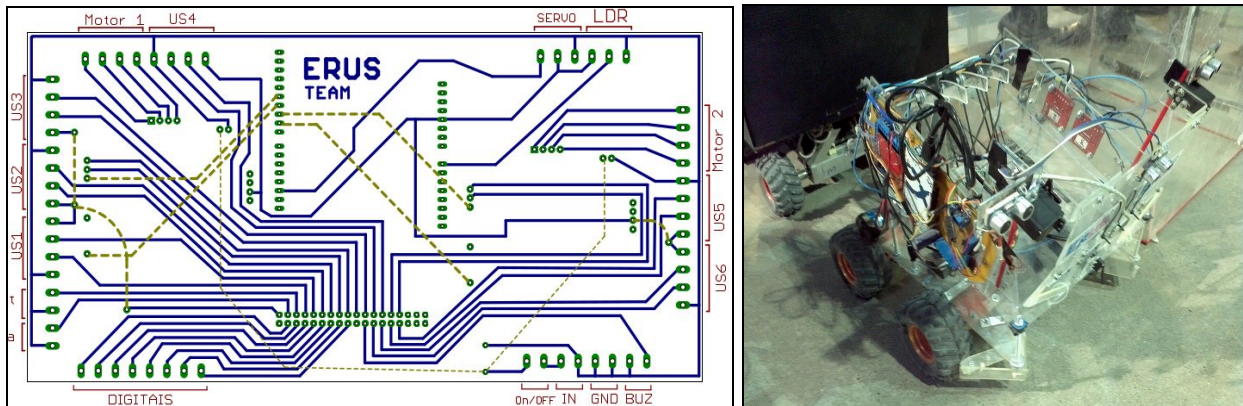 Motor 1
US4
SERVO
LDR
ERUS
TEAM
US3
US2
US1
T
B
Motor 2
US5
US6
DIGITAIS
On/OFF
IN
GND
BUZ